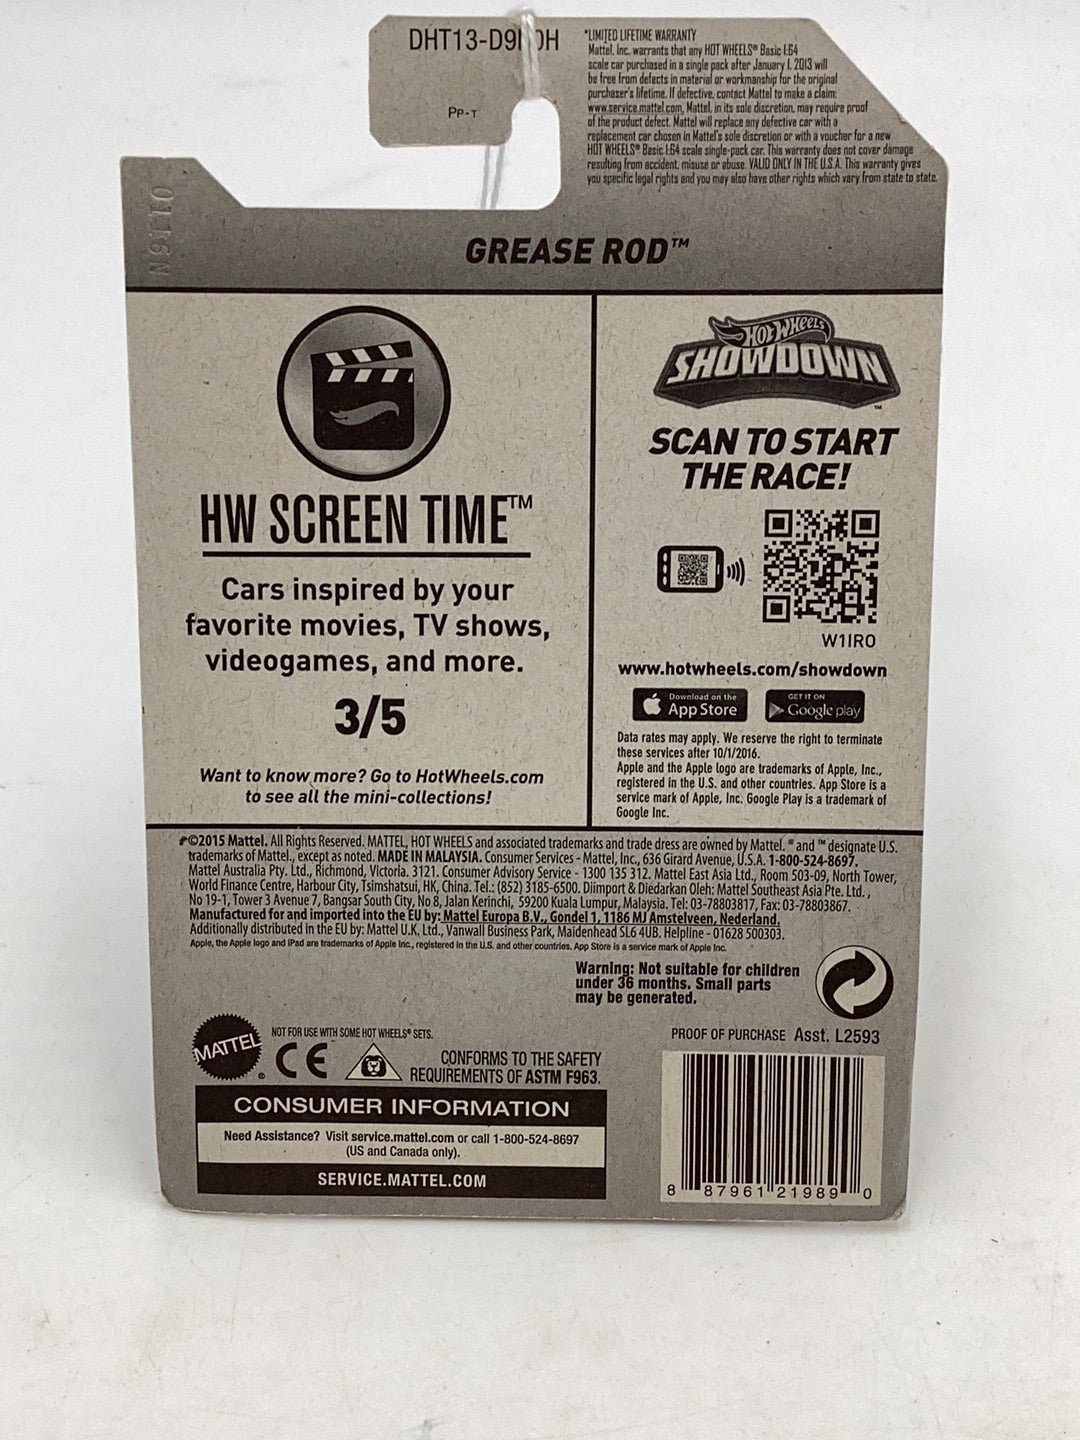 DHT13-D9
0H
PP-T
*LIMITED LIFETIME WARRANTY
Mattel, Inc. warrants that any HOT WHEELS® Basic 1:64
scale car purchased in a single pack after January 1, 2013 will
be free from defects in material or workmanship for the original
purchaser's lifetime. If defective, contact Mattel to make a claim:
www.service.mattel.com. Mattel, in its sole discretion, may require proof
of the product defect. Mattel will replace any defective car with a
replacement car chosen in Mattel's sole discretion or with a voucher for a new
HOT WHEELS® Basic 1:64 scale single-pack car. This warranty does not cover damage
resulting from accident, misuse or abuse. VALID ONLY IN THE U.S.A. This warranty gives
you specific legal rights and you may also have other rights which vary from state to state.
0116N
GREASE ROD™
HW SCREEN TIME™
Cars inspired by your
favorite movies, TV shows,
videogames, and more.
3/5
Want to know more? Go to HotWheels.com
to see all the mini-collections!
HOT WHEELS
SHOWDOWN™
SCAN TO START
THE RACE!
W1IRO
www.hotwheels.com/showdown
Download on the
App Store
GET IT ON
Google play
Data rates may apply. We reserve the right to terminate
these services after 10/1/2016.
Apple and the Apple logo are trademarks of Apple, Inc.,
registered in the U.S. and other countries. App Store is a
service mark of Apple, Inc. Google Play is a trademark of
Google Inc.
©2015 Mattel. All Rights Reserved. MATTEL, HOT WHEELS and associated trademarks and trade dress are owned by Mattel. ® and ™ designate U.S.
trademarks of Mattel., except as noted. MADE IN MALAYSIA. Consumer Services - Mattel, Inc., 636 Girard Avenue, U.S.A. 1-800-524-8697.
Mattel Australia Pty. Ltd., Richmond, Victoria. 3121. Consumer Advisory Service - 1300 135 312. Mattel East Asia Ltd., Room 503-09, North Tower,
World Finance Centre, Harbour City, Tsimshatsui, HK, China. Tel.: (852) 3185-6500. Diimport & Diedarkan Oleh: Mattel Southeast Asia Pte. Ltd.,
No 19-1, Tower 3 Avenue 7, Bangsar South City, No 8, Jalan Kerinchi, 59200 Kuala Lumpur, Malaysia. Tel: 03-78803817, Fax: 03-78803867.
Manufactured for and imported into the EU by: Mattel Europa B.V., Gondel 1, 1186 MJ Amstelveen, Nederland.
Additionally distributed in the EU by: Mattel U.K. Ltd., Vanwall Business Park, Maidenhead SL6 4UB. Helpline - 01628 500303.
Apple, the Apple logo and iPad are trademarks of Apple Inc., registered in the U.S. and other countries. App Store is a service mark of Apple Inc.
Warning: Not suitable for children
under 36 months. Small parts
may be generated.
MATTEL®
NOT FOR USE WITH SOME HOT WHEELS® SETS.
CE
CONFORMS TO THE SAFETY
REQUIREMENTS OF ASTM F963.
PROOF OF PURCHASE Asst. L2593
CONSUMER INFORMATION
Need Assistance? Visit service.mattel.com or call 1-800-524-8697
(US and Canada only).
SERVICE.MATTEL.COM
8 87961 21989 0